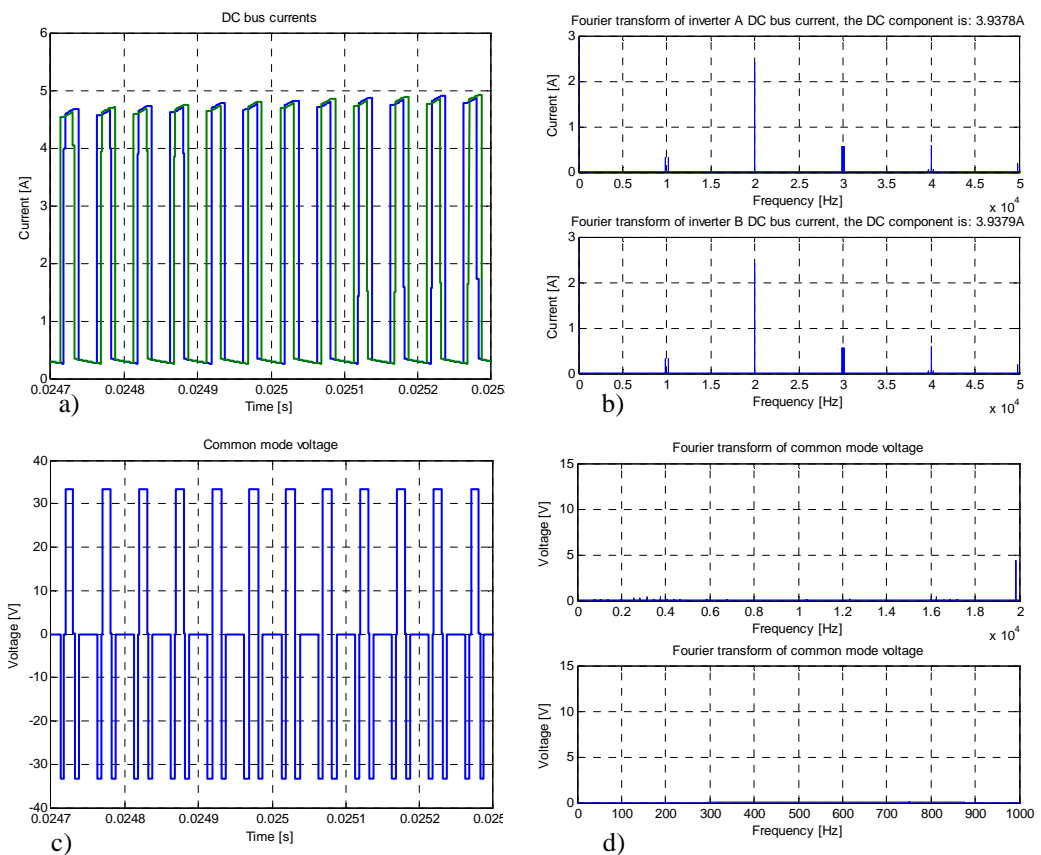 DC bus currents
6
5
4
3
2
1
0
Current [A]
0.0247 0.0248 0.0249 0.025 0.0251 0.0252 0.025
Time [s]
a)
Fourier transform of inverter A DC bus current, the DC component is: 3.9378A
3
2
1
0
Current [A]
0 0.5 1 1.5 2 2.5 3 3.5 4 4.5 5
Frequency [Hz]
x 10^4
Fourier transform of inverter B DC bus current, the DC component is: 3.9379A
3
2
1
0
Current [A]
0 0.5 1 1.5 2 2.5 3 3.5 4 4.5 5
Frequency [Hz]
x 10^4
b)
Common mode voltage
40
30
20
10
0
-10
-20
-30
-40
Voltage [V]
0.0247 0.0248 0.0249 0.025 0.0251 0.0252 0.025
Time [s]
c)
Fourier transform of common mode voltage
15
10
5
0
Voltage [V]
0 0.2 0.4 0.6 0.8 1 1.2 1.4 1.6 1.8 2
Frequency [Hz]
x 10^4
Fourier transform of common mode voltage
15
10
5
0
Voltage [V]
0 100 200 300 400 500 600 700 800 900 1000
Frequency [Hz]
d)